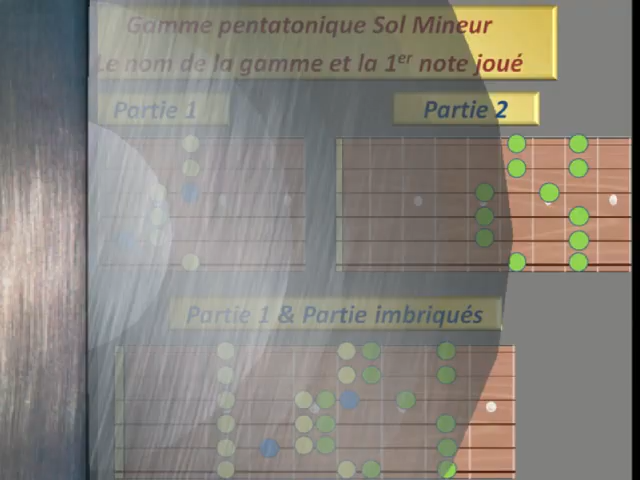 Gamme pentatonique Sol Mineur
Le nom de la gamme et la 1er note joué
Partie 1
Partie 2
Partie 1 & Partie imbriqués